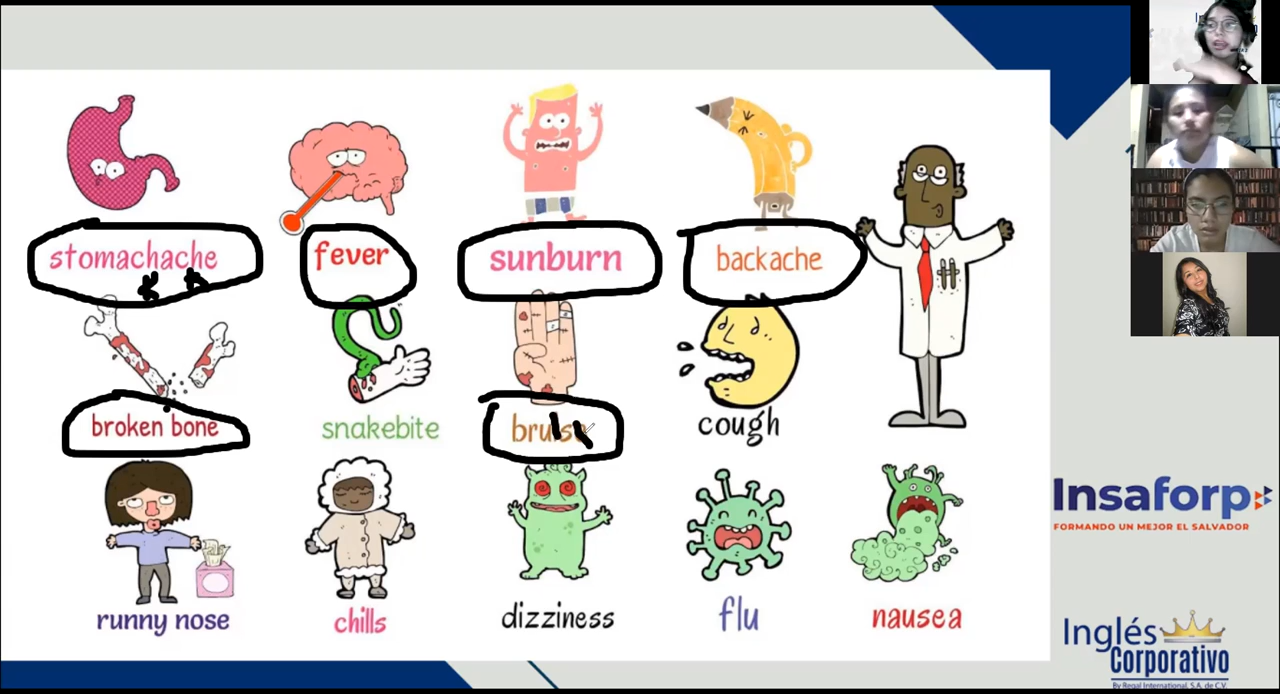 stomachache fever sunburn backache
broken bone snakebite bruise cough
runny nose chills dizziness flu nausea
Insaforp
FORMANDO UN MEJOR EL SALVADOR
Inglés
Corporativo
By Regal International, S.A. de C.V.